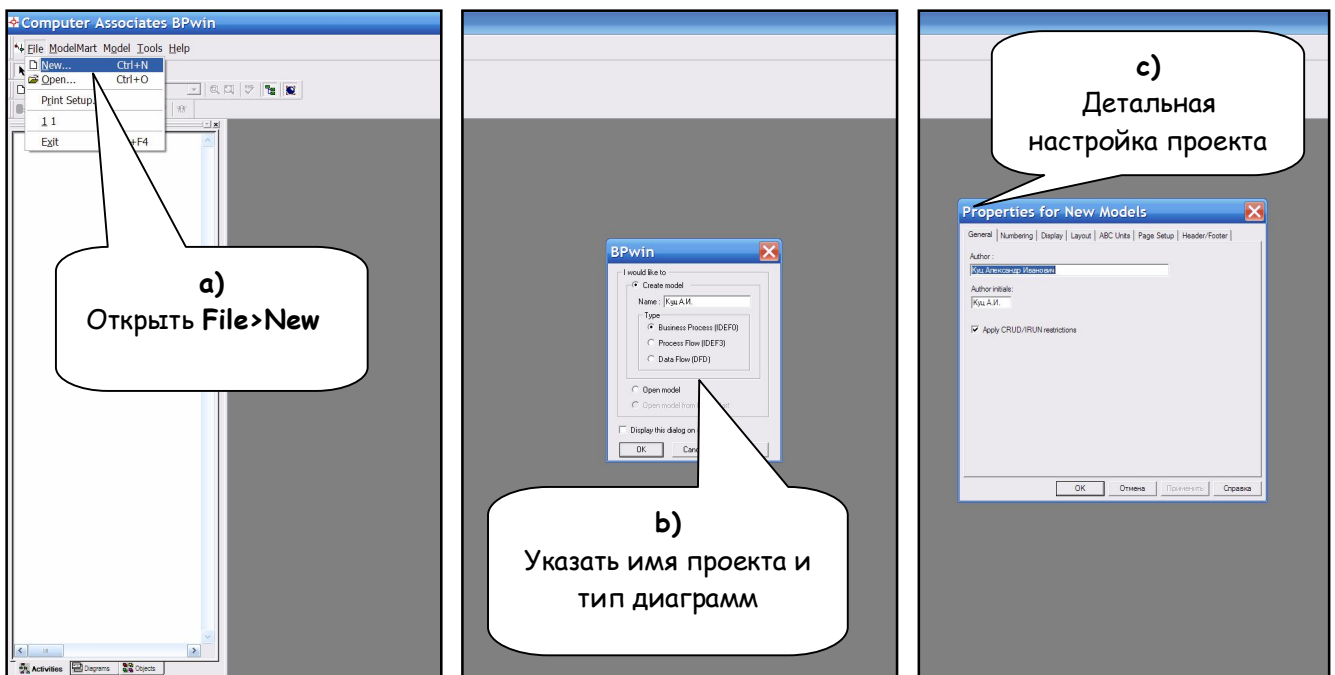 Computer Associates BPwin
File ModelMart Model Tools Help
New... Ctrl+N
Open... Ctrl+O
Print Setup.
1 1
Exit +F4
a)
Открыть File>New
Activities Diagrams Objects
BPwin
I would like to
Create model
Name : Куц А.И.
Type
Business Process (IDEF0)
Process Flow (IDEF3)
Data Flow (DFD)
Open model
Open model from
Display this dialog on
OK
b)
Указать имя проекта и
тип диаграмм
c)
Детальная
настройка проекта
Properties for New Models
General Numbering Display Layout ABC Units Page Setup Header/Footer
Author :
Куц Александр Иванович
Author initials:
Куц А.И.
Apply CRUD/IRUN restrictions
OK Отмена Применить Справка